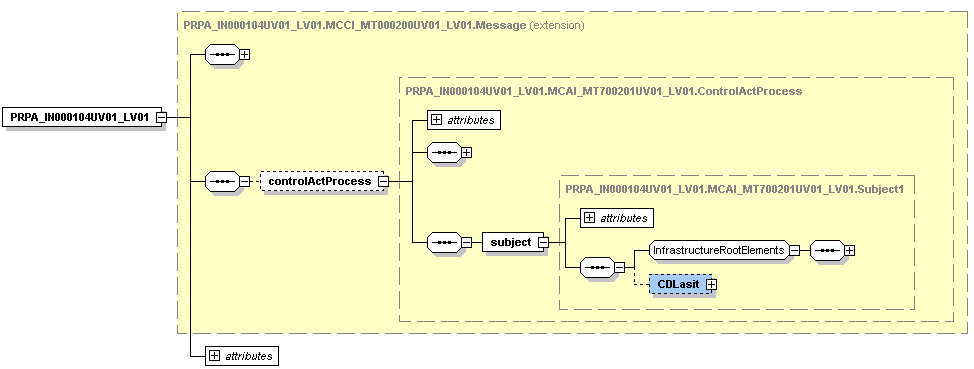 PRPA_IN000104UV01_LV01.MCCI_MT000200UV01_LV01.Message (extension)
PRPA_IN000104UV01_LV01.MCAI_MT700201UV01_LV01.ControlActProcess
PRPA_IN000104UV01_LV01
attributes
controlActProcess
PRPA_IN000104UV01_LV01.MCAI_MT700201UV01_LV01.Subject1
attributes
subject
InfrastructureRootElements
CDLasit
attributes